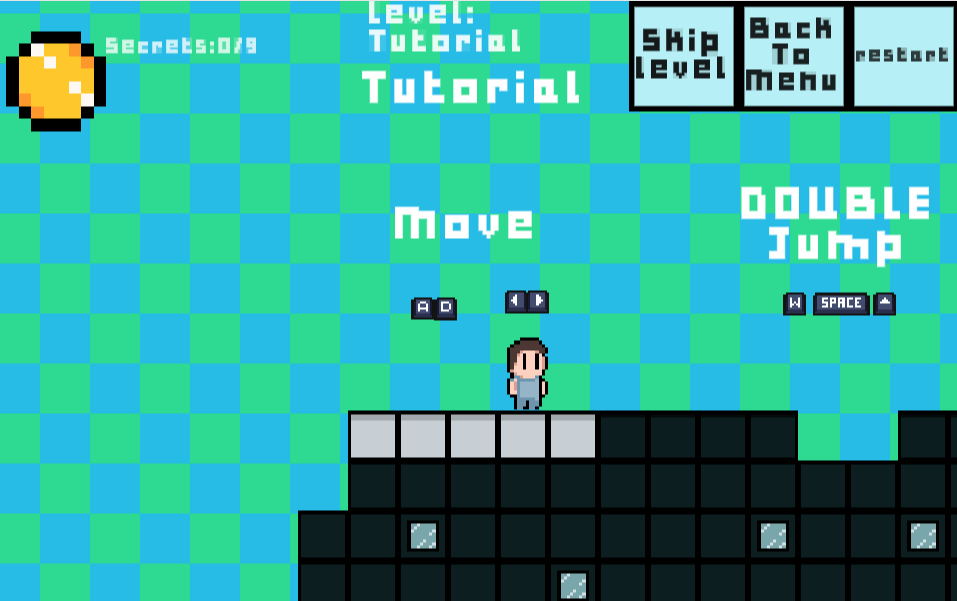 Level:
Tutorial
Secrets:0/9
Tutorial
Skip
level
Back
To
Menu
restart
Move
DOUBLE
Jump
A D
W SPACE